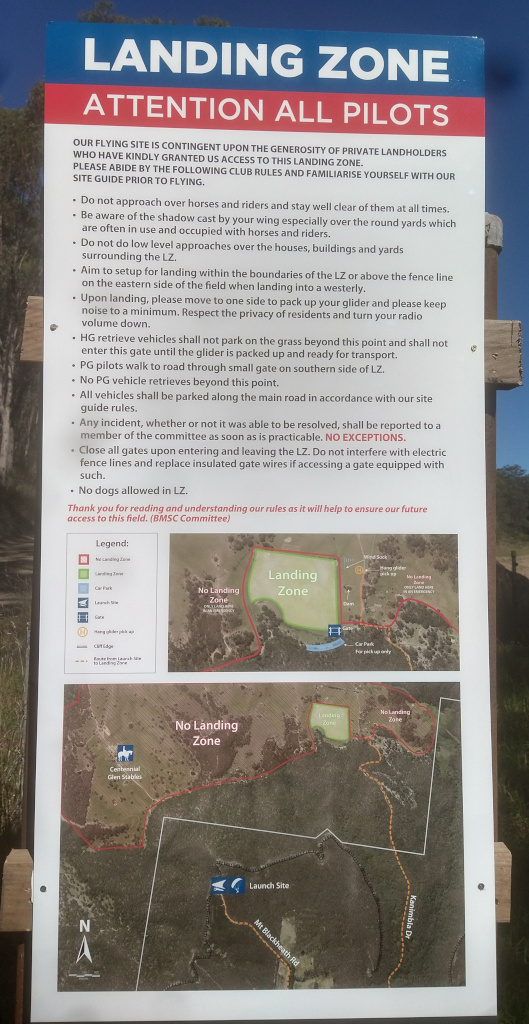 LANDING ZONE
ATTENTION ALL PILOTS
OUR FLYING SITE IS CONTINGENT UPON THE GENEROSITY OF PRIVATE LANDHOLDERS
WHO HAVE KINDLY GRANTED US ACCESS TO THIS LANDING ZONE.
PLEASE ABIDE BY THE FOLLOWING CLUB RULES AND FAMILIARISE YOURSELF WITH OUR
SITE GUIDE PRIOR TO FLYING.
• Do not approach over horses and riders and stay well clear of them at all times.
• Be aware of the shadow cast by your wing especially over the round yards which
are often in use and occupied with horses and riders.
• Do not do low level approaches over the houses, buildings and yards
surrounding the LZ.
• Aim to setup for landing within the boundaries of the LZ or above the fence line
on the eastern side of the field when landing into a westerly.
• Upon landing, please move to one side to pack up your glider and please keep
noise to a minimum. Respect the privacy of residents and turn your radio
volume down.
• HG retrieve vehicles shall not park on the grass beyond this point and shall not
enter this gate until the glider is packed up and ready for transport.
• PG pilots walk to road through small gate on southern side of LZ.
• No PG vehicle retrieves beyond this point.
• All vehicles shall be parked along the main road in accordance with our site
guide rules.
• Any incident, whether or not it was able to be resolved, shall be reported to a
member of the committee as soon as is practicable. NO EXCEPTIONS.
• Close all gates upon entering and leaving the LZ. Do not interfere with electric
fence lines and replace insulated gate wires if accessing a gate equipped with
such.
• No dogs allowed in LZ.
Thank you for reading and understanding our rules as it will help to ensure our future
access to this field. (BMSC Committee)
Legend:
No Landing Zone
Landing Zone
Car Park
Launch Site
Gate
H
Hang glider pick up
Cliff Edge
Route from Launch Site
to Landing Zone
No Landing
Zone
Landing
Zone
Wind Sock
H
Hang glider
pick up
No Landing
Zone
ONLY LAND HERE
IN AN EMERGENCY
Dam
Gate
Car Park
For pick up only
No Landing
Zone
Landing
Zone
No Landing
Zone
Centennial
Glen Stables
Launch Site
Mt Blackheath Rd
Kanimbla Dr
N